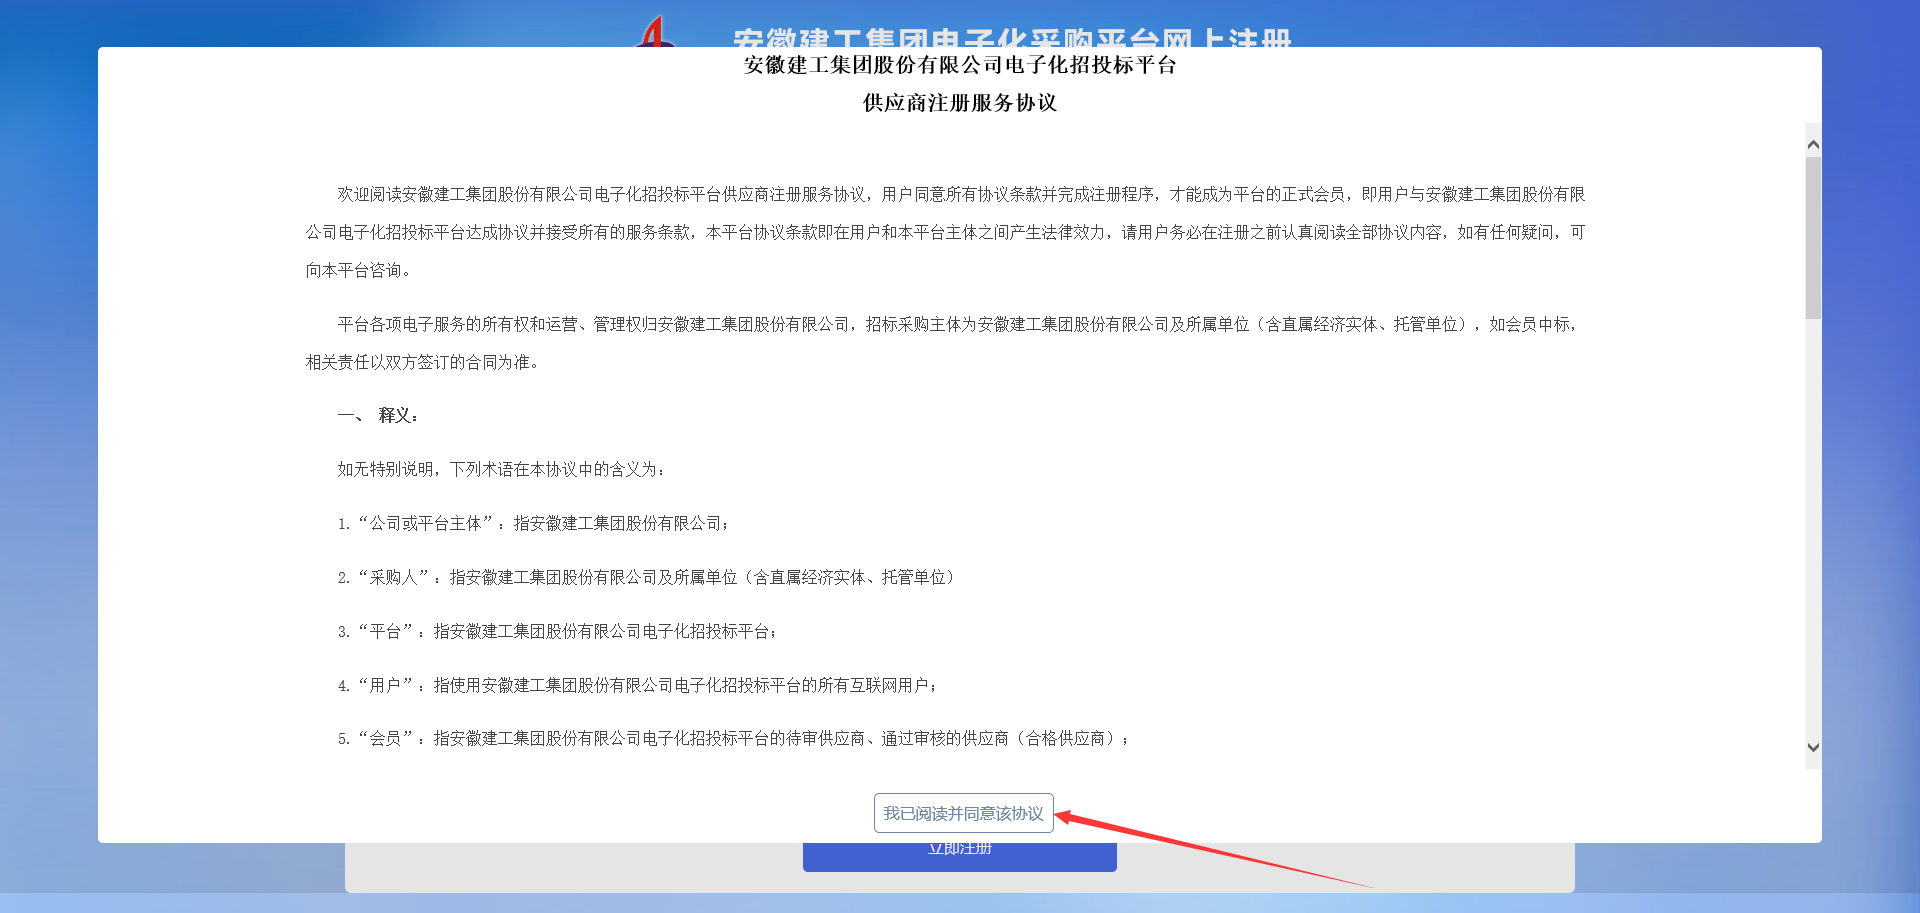 安徽建工集团电子化采购平台网上注册
安徽建工集团股份有限公司电子化招投标平台
供应商注册服务协议
欢迎阅读安徽建工集团股份有限公司电子化招投标平台供应商注册服务协议，用户同意所有协议条款并完成注册程序，才能成为平台的正式会员，即用户与安徽建工集团股份有限
公司电子化招投标平台达成协议并接受所有的服务条款，本平台协议条款即在用户和本平台主体之间产生法律效力，请用户务必在注册之前认真阅读全部协议内容，如有任何疑问，可
向本平台咨询。
平台各项电子服务的所有权和运营、管理权归安徽建工集团股份有限公司，招标采购主体为安徽建工集团股份有限公司及所属单位（含直属经济实体、托管单位），如会员中标，
相关责任以双方签订的合同为准。
一、 释义：
如无特别说明，下列术语在本协议中的含义为：
1.“公司或平台主体”：指安徽建工集团股份有限公司；
2.“采购人”：指安徽建工集团股份有限公司及所属单位（含直属经济实体、托管单位）
3.“平台”：指安徽建工集团股份有限公司电子化招投标平台；
4.“用户”：指使用安徽建工集团股份有限公司电子化招投标平台的所有互联网用户；
5.“会员”：指安徽建工集团股份有限公司电子化招投标平台的待审供应商、通过审核的供应商（合格供应商）；
我已阅读并同意该协议
立即注册